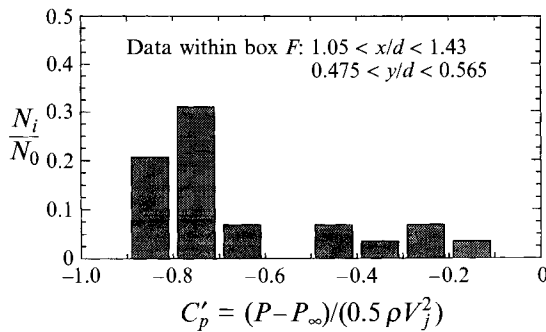 0.5
Data within box F: 1.05 < x/d < 1.43
0.475 < y/d < 0.565
0.4
0.3
N_i/N_0
0.2
0.1
0
−1.0 −0.8 −0.6 −0.4 −0.2 0
C′_p = (P−P_∞)/(0.5 ρV_j^2)